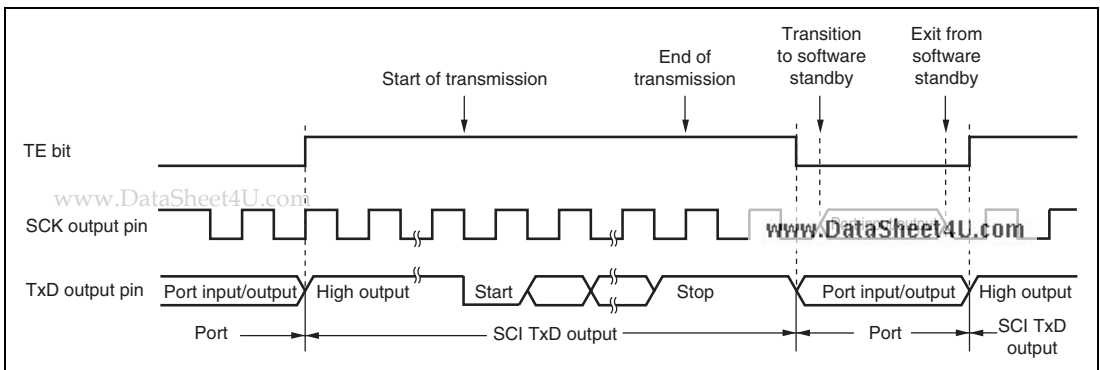 Transition
to software
standby
Exit from
software
standby
End of
transmission
Start of transmission
TE bit
www.DataSheet4U.com
SCK output pin
www.DataSheet4U.com
TxD output pin
Port input/output
High output
Start
Stop
Port input/output
High output
Port
SCI TxD output
Port
SCI TxD
output